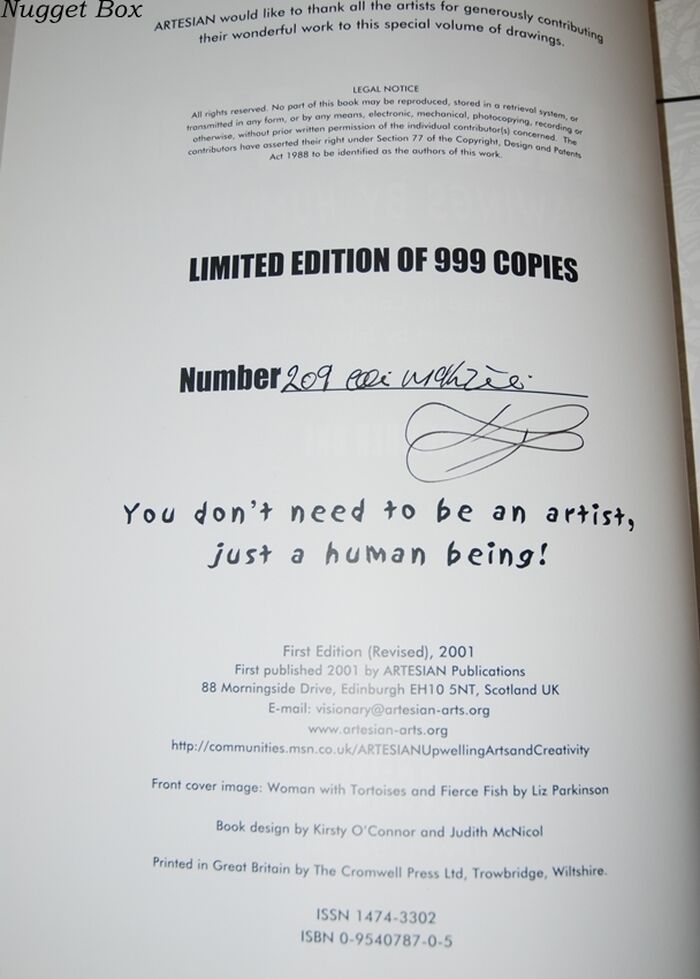 Nugget Box
ARTESIAN would like to thank all the artists for generously contributing
their wonderful work to this special volume of drawings.
LEGAL NOTICE
All rights reserved. No part of this book may be reproduced, stored in a retrieval system, or
transmitted in any form, or by any means, electronic, mechanical, photocopying, recording or
otherwise, without prior written permission of the individual contributor(s) concerned. The
contributors have asserted their right under Section 77 of the Copyright, Design and Patents
Act 1988 to be identified as the authors of this work.
LIMITED EDITION OF 999 COPIES
Number 209
You don't need to be an artist,
just a human being!
First Edition (Revised), 2001
First published 2001 by ARTESIAN Publications
88 Morningside Drive, Edinburgh EH10 5NT, Scotland UK
E-mail: visionary@artesian-arts.org
www.artesian-arts.org
http://communities.msn.co.uk/ARTESIANUpwellingArtsandCreativity
Front cover image: Woman with Tortoises and Fierce Fish by Liz Parkinson
Book design by Kirsty O'Connor and Judith McNicol
Printed in Great Britain by The Cromwell Press Ltd, Trowbridge, Wiltshire.
ISSN 1474-3302
ISBN 0-9540787-0-5